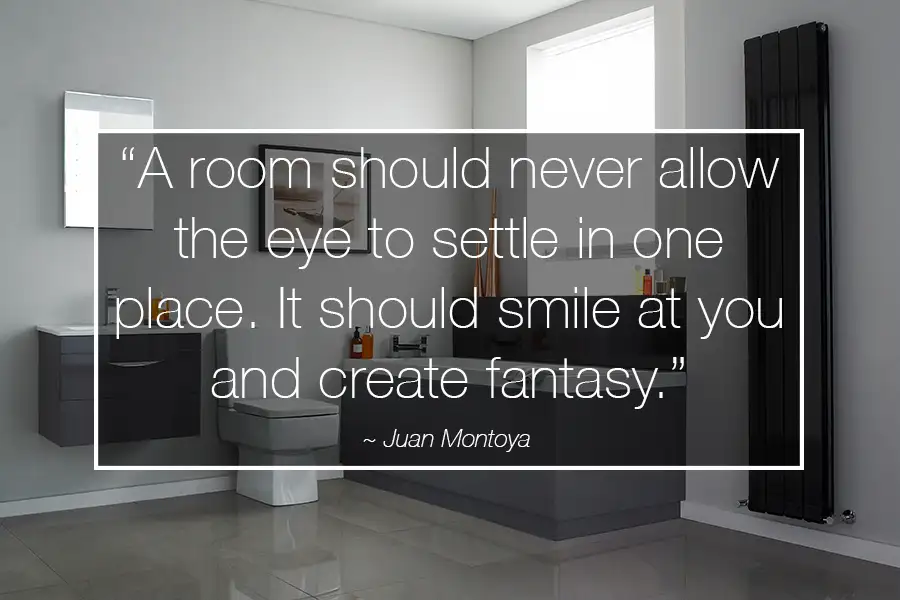 “A room should never allow
the eye to settle in one
place. It should smile at you
and create fantasy.”
~ Juan Montoya